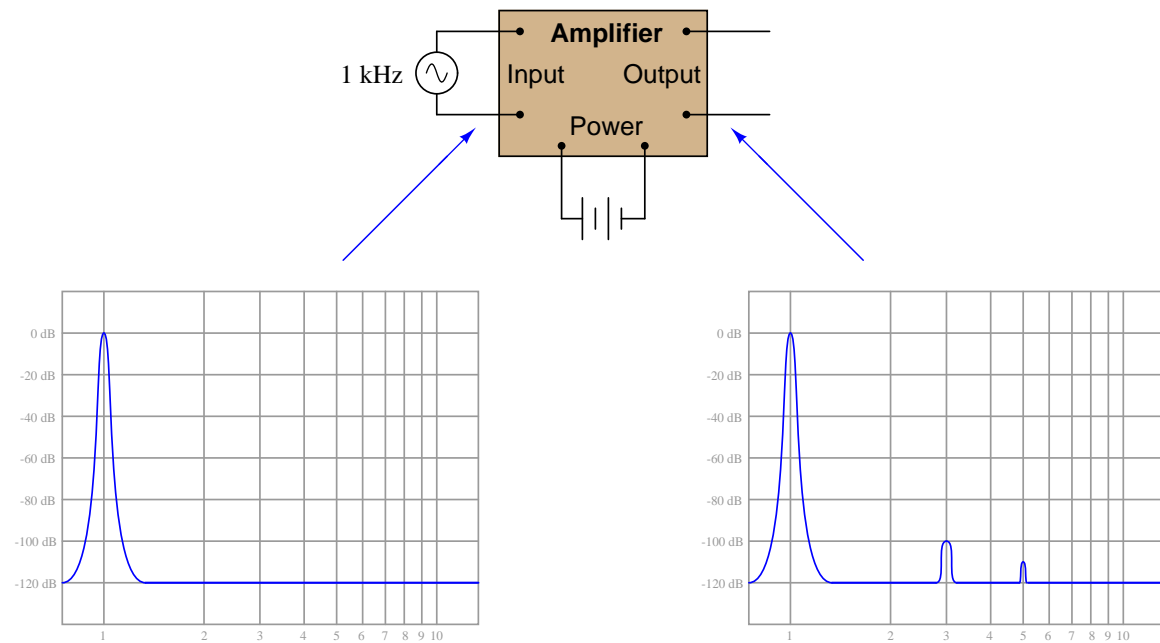 Amplifier
1 kHz
Input Output
Power
0 dB
-20 dB
-40 dB
-60 dB
-80 dB
-100 dB
-120 dB
1 2 3 4 5 6 7 8 9 10
0 dB
-20 dB
-40 dB
-60 dB
-80 dB
-100 dB
-120 dB
1 2 3 4 5 6 7 8 9 10